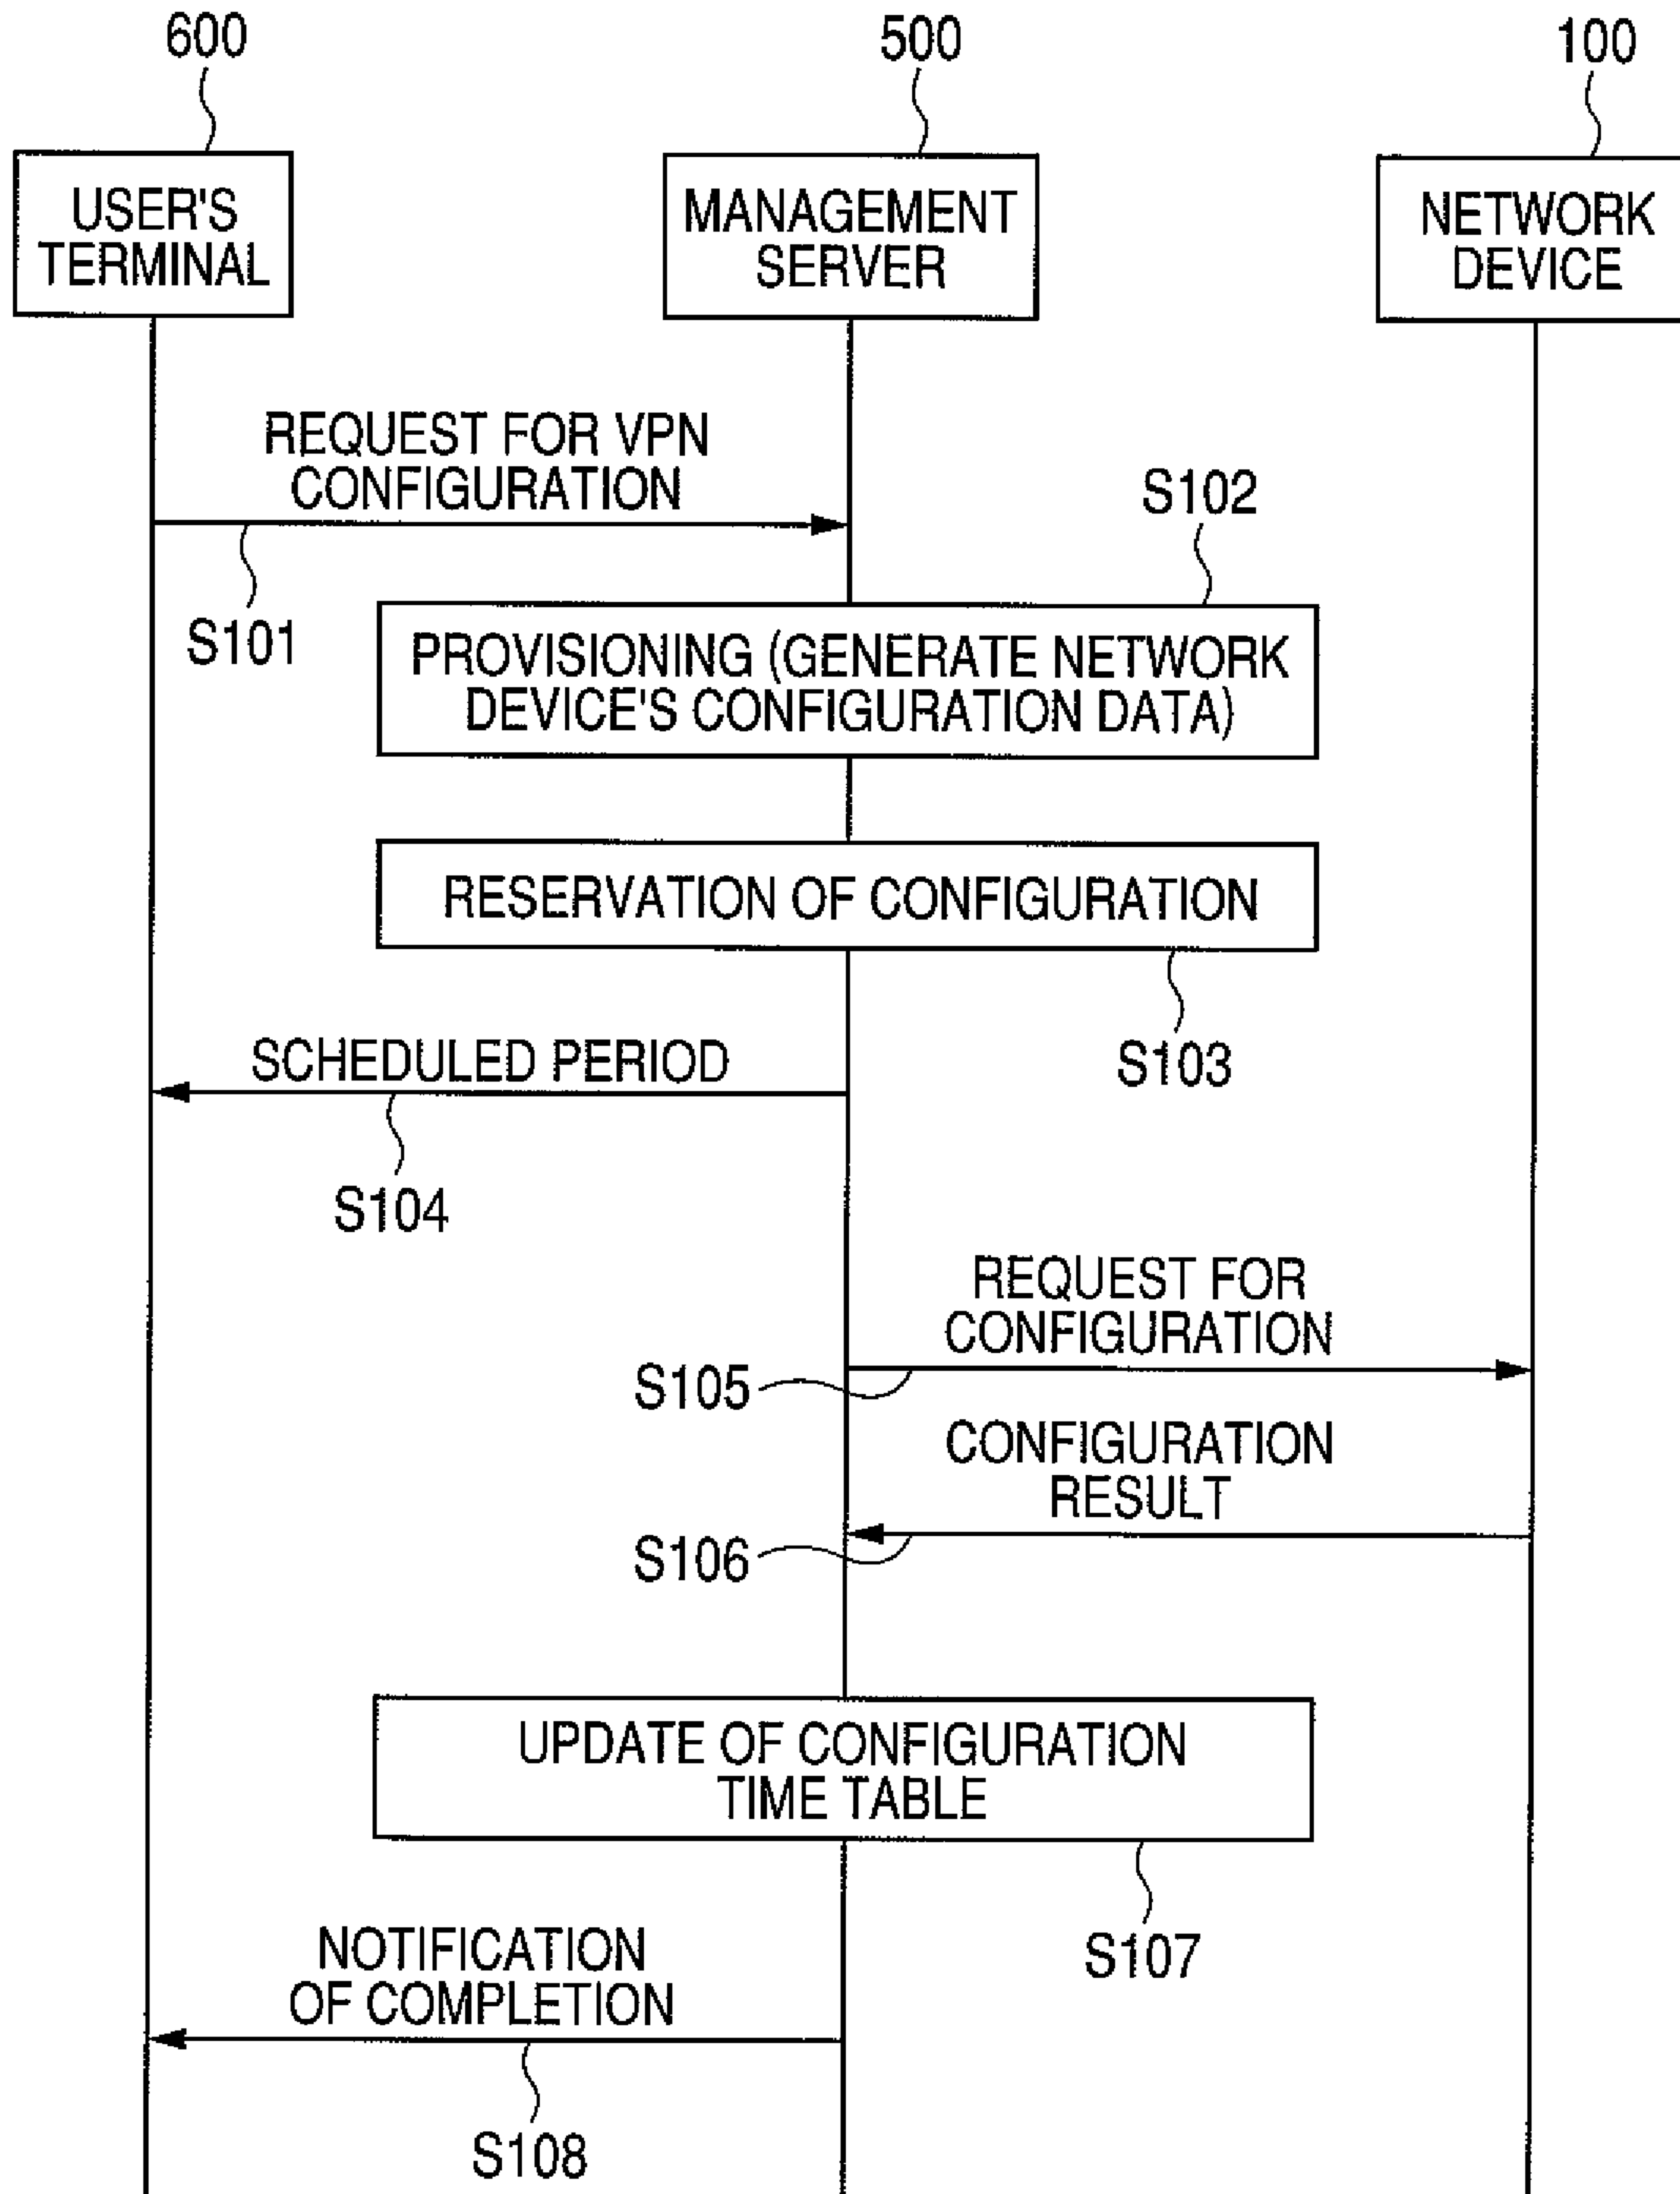 600
500
100
USER'S
TERMINAL
MANAGEMENT
SERVER
NETWORK
DEVICE
REQUEST FOR VPN
CONFIGURATION
S101
S102
PROVISIONING (GENERATE NETWORK
DEVICE'S CONFIGURATION DATA)
RESERVATION OF CONFIGURATION
S103
SCHEDULED PERIOD
S104
REQUEST FOR
CONFIGURATION
S105
CONFIGURATION
RESULT
S106
UPDATE OF CONFIGURATION
TIME TABLE
S107
NOTIFICATION
OF COMPLETION
S108